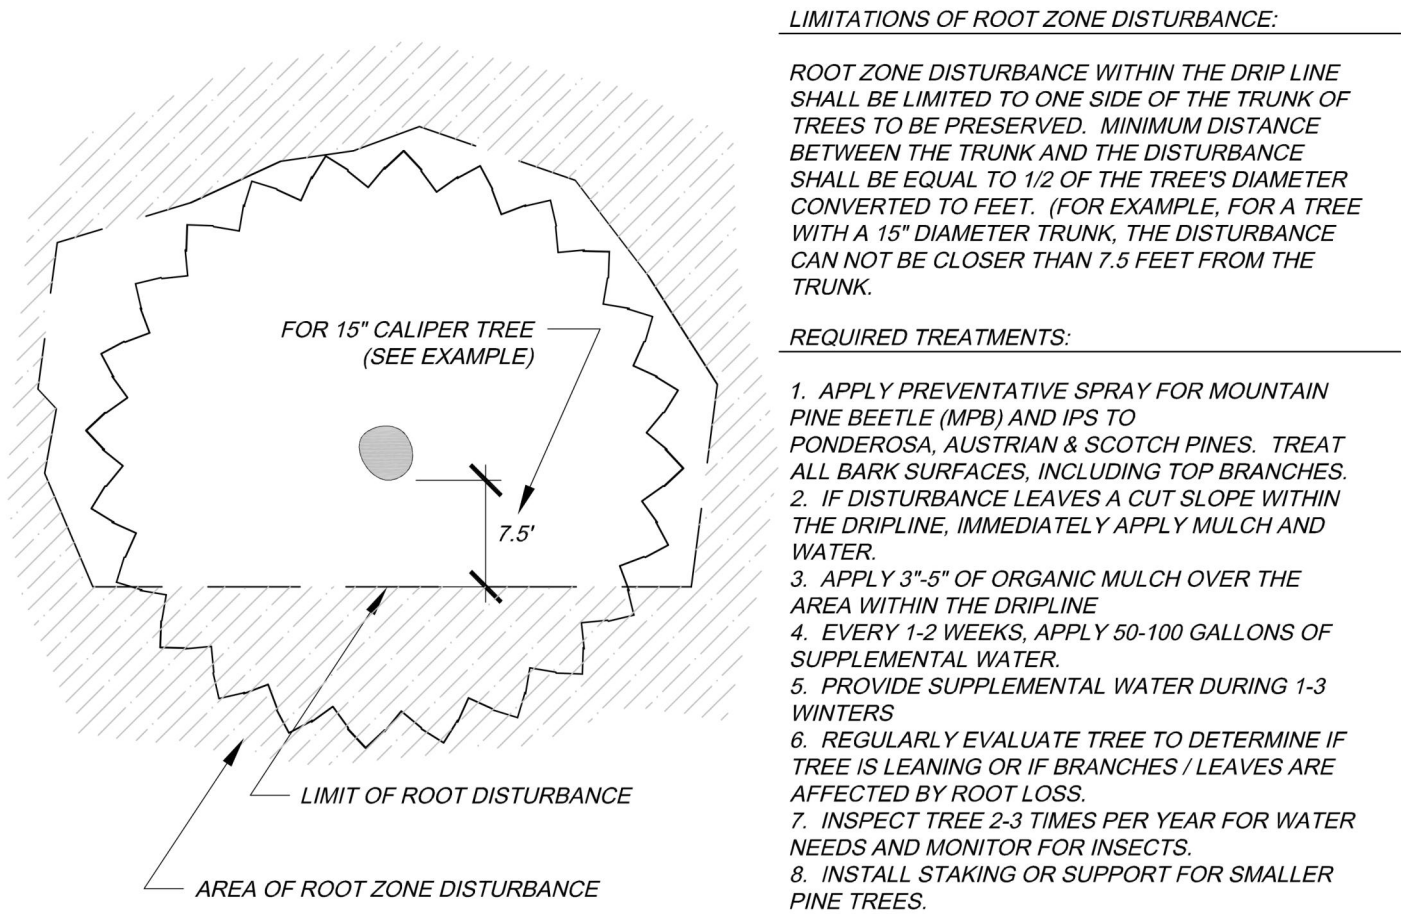 FOR 15" CALIPER TREE
(SEE EXAMPLE)
7.5'
LIMIT OF ROOT DISTURBANCE
AREA OF ROOT ZONE DISTURBANCE
LIMITATIONS OF ROOT ZONE DISTURBANCE:
ROOT ZONE DISTURBANCE WITHIN THE DRIP LINE
SHALL BE LIMITED TO ONE SIDE OF THE TRUNK OF
TREES TO BE PRESERVED. MINIMUM DISTANCE
BETWEEN THE TRUNK AND THE DISTURBANCE
SHALL BE EQUAL TO 1/2 OF THE TREE'S DIAMETER
CONVERTED TO FEET. (FOR EXAMPLE, FOR A TREE
WITH A 15" DIAMETER TRUNK, THE DISTURBANCE
CAN NOT BE CLOSER THAN 7.5 FEET FROM THE
TRUNK.
REQUIRED TREATMENTS:
1. APPLY PREVENTATIVE SPRAY FOR MOUNTAIN
PINE BEETLE (MPB) AND IPS TO
PONDEROSA, AUSTRIAN & SCOTCH PINES. TREAT
ALL BARK SURFACES, INCLUDING TOP BRANCHES.
2. IF DISTURBANCE LEAVES A CUT SLOPE WITHIN
THE DRIPLINE, IMMEDIATELY APPLY MULCH AND
WATER.
3. APPLY 3"-5" OF ORGANIC MULCH OVER THE
AREA WITHIN THE DRIPLINE
4. EVERY 1-2 WEEKS, APPLY 50-100 GALLONS OF
SUPPLEMENTAL WATER.
5. PROVIDE SUPPLEMENTAL WATER DURING 1-3
WINTERS
6. REGULARLY EVALUATE TREE TO DETERMINE IF
TREE IS LEANING OR IF BRANCHES / LEAVES ARE
AFFECTED BY ROOT LOSS.
7. INSPECT TREE 2-3 TIMES PER YEAR FOR WATER
NEEDS AND MONITOR FOR INSECTS.
8. INSTALL STAKING OR SUPPORT FOR SMALLER
PINE TREES.